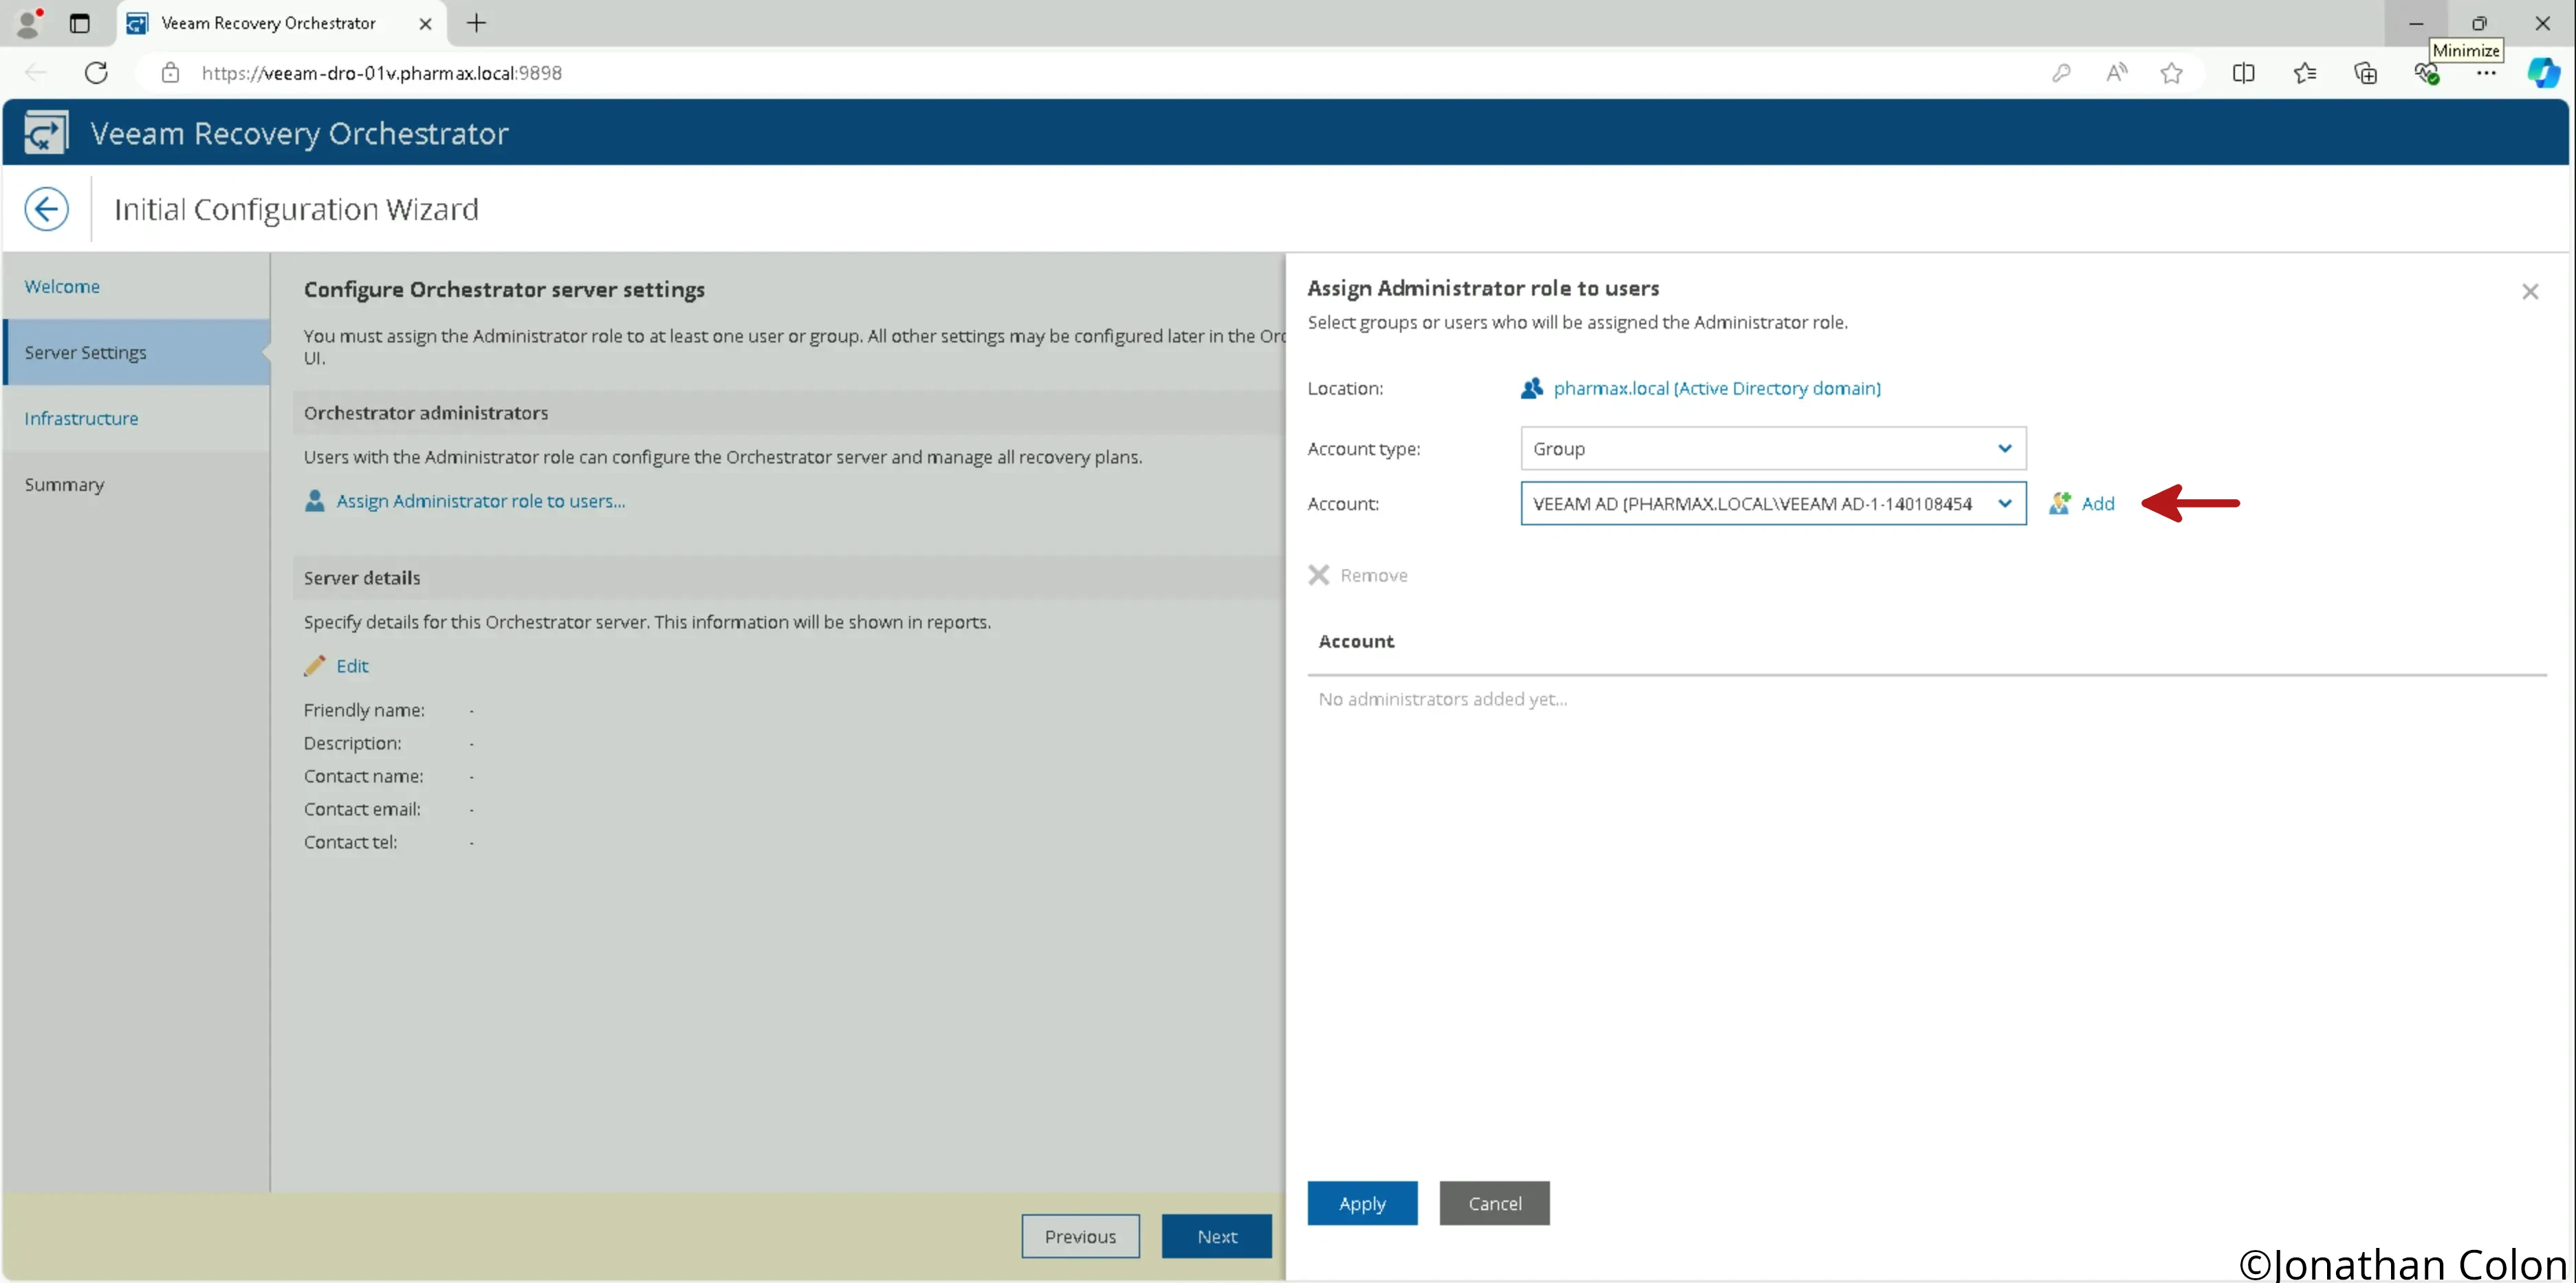 Veeam Recovery Orchestrator
Minimize
https://veeam-dro-01v.pharmax.local:9898
Veeam Recovery Orchestrator
Initial Configuration Wizard
Welcome
Server Settings
Infrastructure
Summary
Configure Orchestrator server settings
You must assign the Administrator role to at least one user or group. All other settings may be configured later in the Orc
UI.
Orchestrator administrators
Users with the Administrator role can configure the Orchestrator server and manage all recovery plans.
Assign Administrator role to users...
Server details
Specify details for this Orchestrator server. This information will be shown in reports.
Edit
Friendly name: -
Description: -
Contact name: -
Contact email: -
Contact tel: -
Previous
Next
Assign Administrator role to users
Select groups or users who will be assigned the Administrator role.
Location: pharmax.local (Active Directory domain)
Account type: Group
Account: VEEAM AD (PHARMAX.LOCAL\VEEAM AD-1-140108454 Add
Remove
Account
No administrators added yet...
Apply
Cancel
©Jonathan Colon